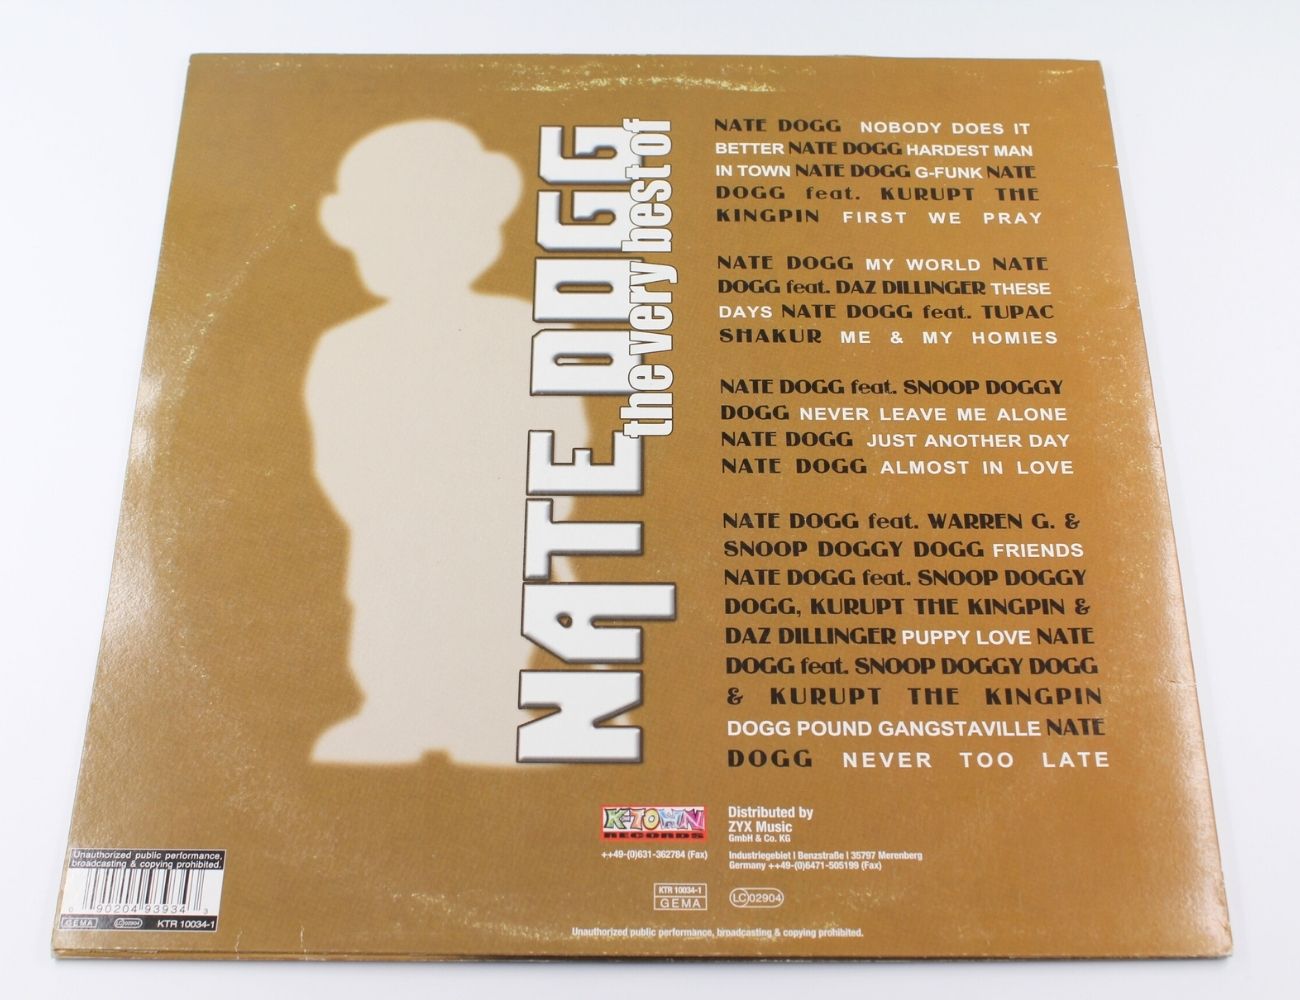 NATE DOGG
the very best of
NATE DOGG NOBODY DOES IT
BETTER NATE DOGG HARDEST MAN
IN TOWN NATE DOGG G-FUNK NATE
DOGG feat. KURUPT THE
KINGPIN FIRST WE PRAY
NATE DOGG MY WORLD NATE
DOGG feat. DAZ DILLINGER THESE
DAYS NATE DOGG feat. TUPAC
SHAKUR ME & MY HOMIES
NATE DOGG feat. SNOOP DOGGY
DOGG NEVER LEAVE ME ALONE
NATE DOGG JUST ANOTHER DAY
NATE DOGG ALMOST IN LOVE
NATE DOGG feat. WARREN G. &
SNOOP DOGGY DOGG FRIENDS
NATE DOGG feat. SNOOP DOGGY
DOGG, KURUPT THE KINGPIN &
DAZ DILLINGER PUPPY LOVE NATE
DOGG feat. SNOOP DOGGY DOGG
& KURUPT THE KINGPIN
DOGG POUND GANGSTAVILLE NATE
DOGG NEVER TOO LATE
K-TOWN
RECORDS
++49-(0)631-362784 (Fax)
Distributed by
ZYX Music
GmbH & Co. KG
Industriegebiet | Benzstraße | 35797 Merenberg
Germany ++49-(0)6471-505199 (Fax)
KTR 10034-1
GEMA
LC 02904
Unauthorized public performance, broadcasting & copying prohibited.
Unauthorized public performance,
broadcasting & copying prohibited.
0 90204 93934 3
GEMA LC 02904 KTR 10034-1